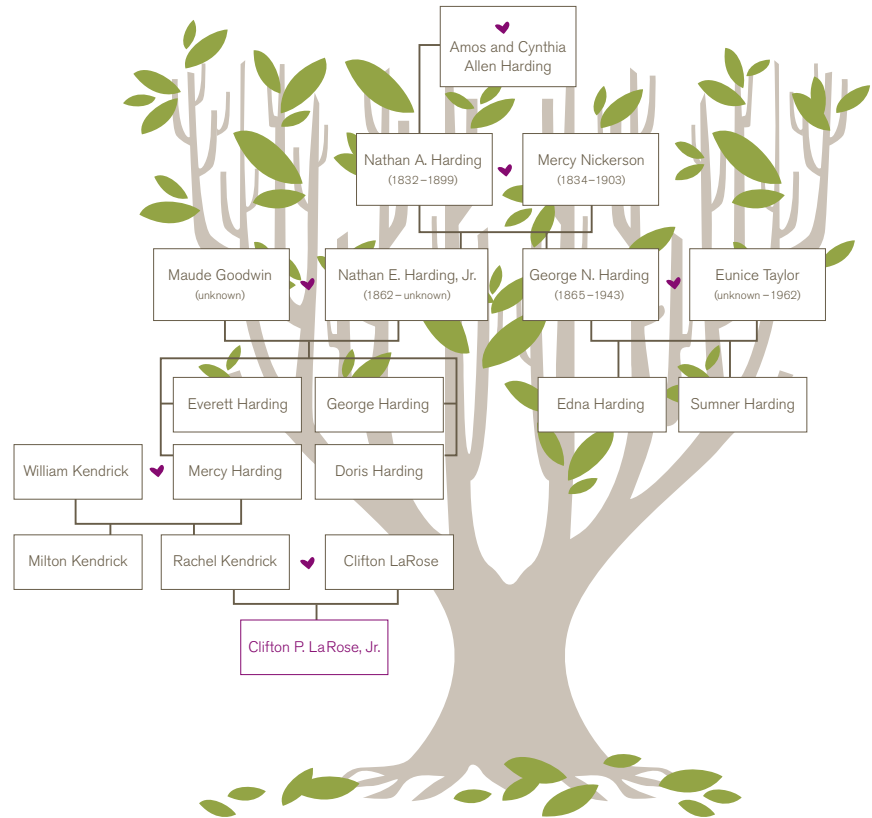 Amos and Cynthia
Allen Harding
Nathan A. Harding
(1832–1899)
Mercy Nickerson
(1834–1903)
Maude Goodwin
(unknown)
Nathan E. Harding, Jr.
(1862–unknown)
George N. Harding
(1865–1943)
Eunice Taylor
(unknown–1962)
Everett Harding
George Harding
Edna Harding
Sumner Harding
William Kendrick
Mercy Harding
Doris Harding
Milton Kendrick
Rachel Kendrick
Clifton LaRose
Clifton P. LaRose, Jr.